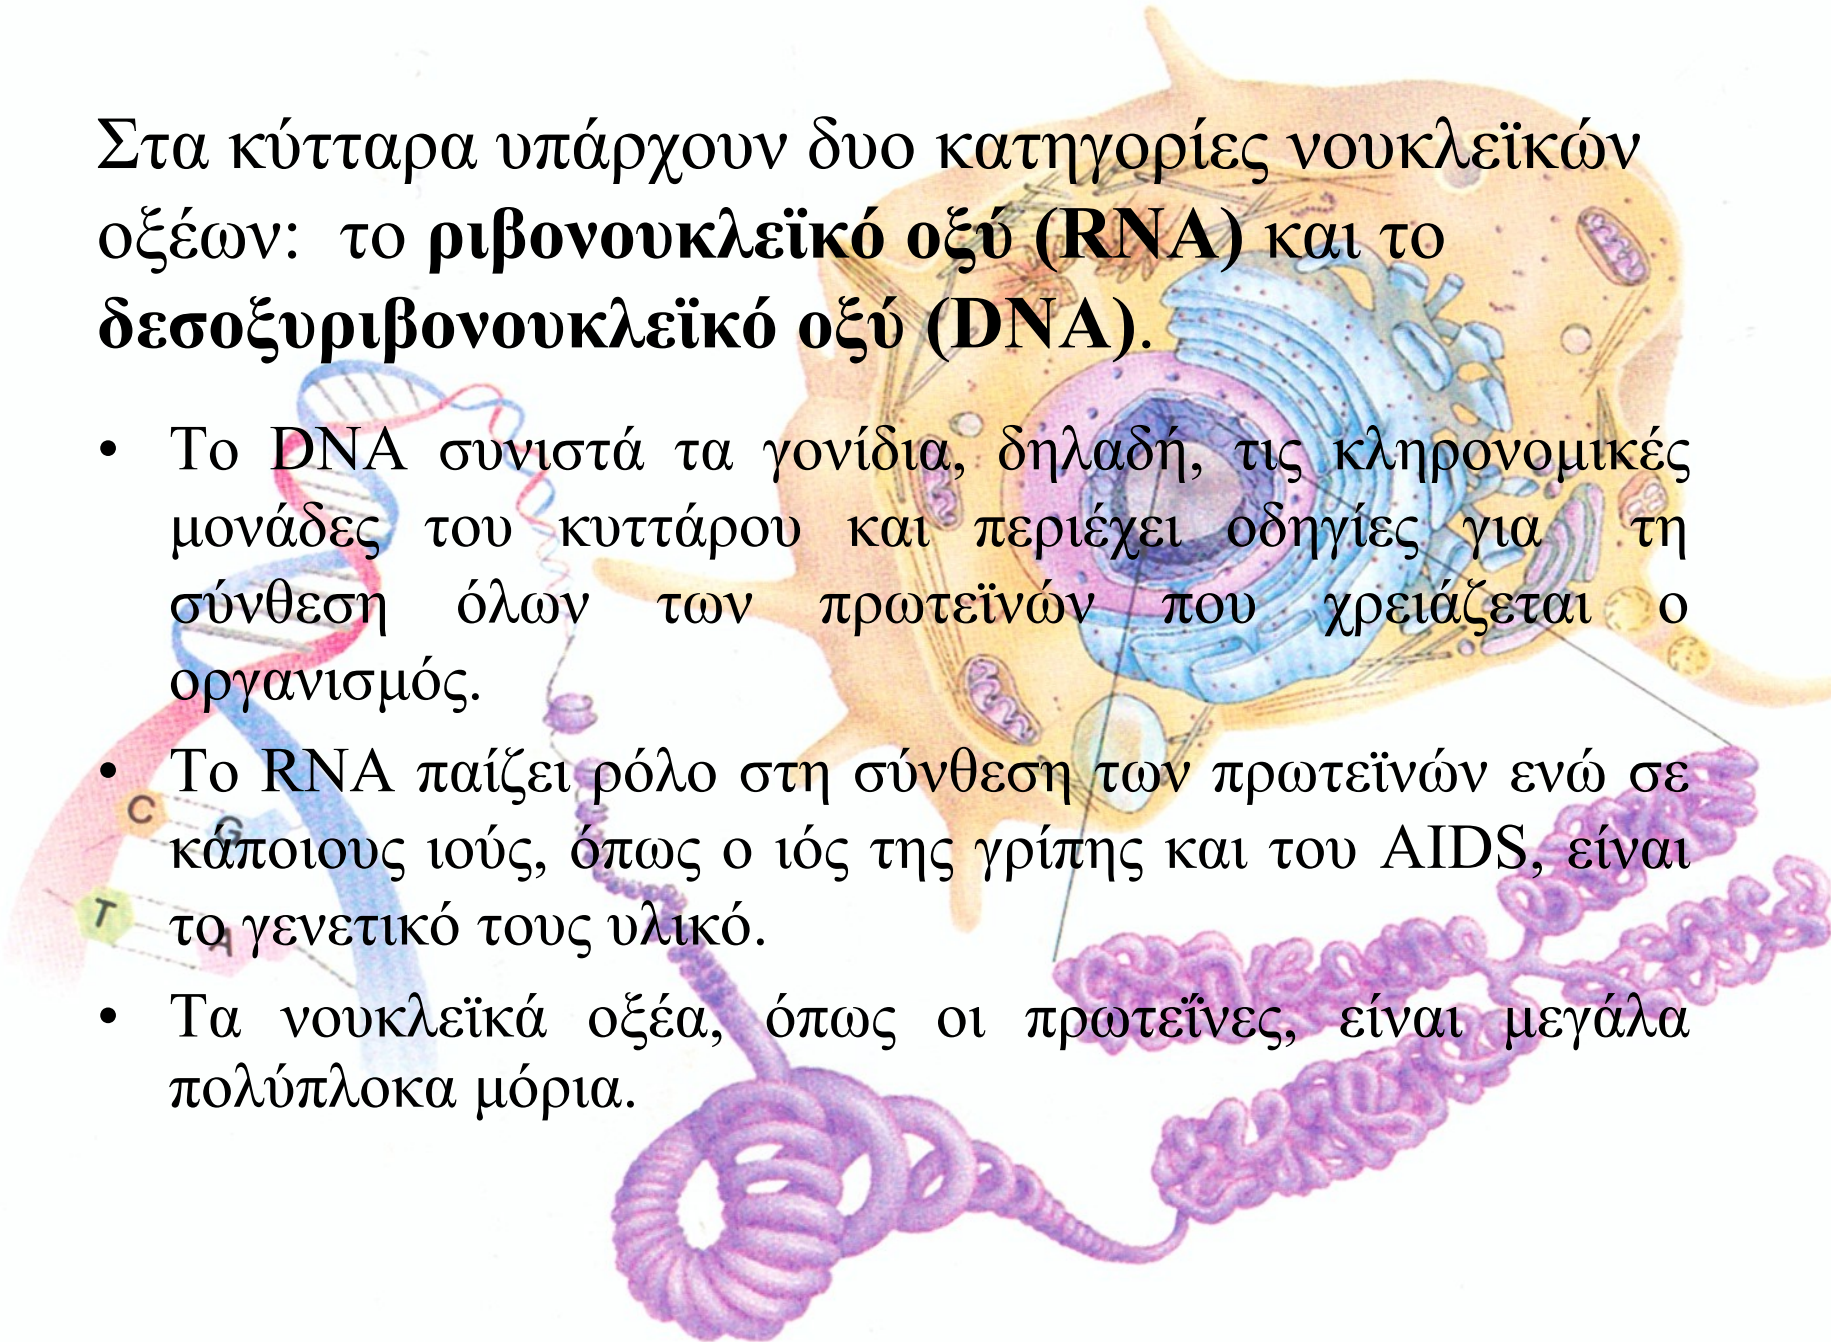 Στα κύτταρα υπάρχουν δυο κατηγορίες νουκλεϊκών
οξέων:  το ριβονουκλεϊκό οξύ (RNA) και το
δεσοξυριβονουκλεϊκό οξύ (DNA).
• Το DNA συνιστά τα γονίδια, δηλαδή, τις κληρονομικές
μονάδες του κυττάρου και περιέχει οδηγίες για τη
σύνθεση όλων των πρωτεϊνών που χρειάζεται ο
οργανισμός.
• Το RNA παίζει ρόλο στη σύνθεση των πρωτεϊνών ενώ σε
κάποιους ιούς, όπως ο ιός της γρίπης και του AIDS, είναι
το γενετικό τους υλικό.
• Τα νουκλεϊκά οξέα, όπως οι πρωτεΐνες, είναι μεγάλα
πολύπλοκα μόρια.
C G
T A